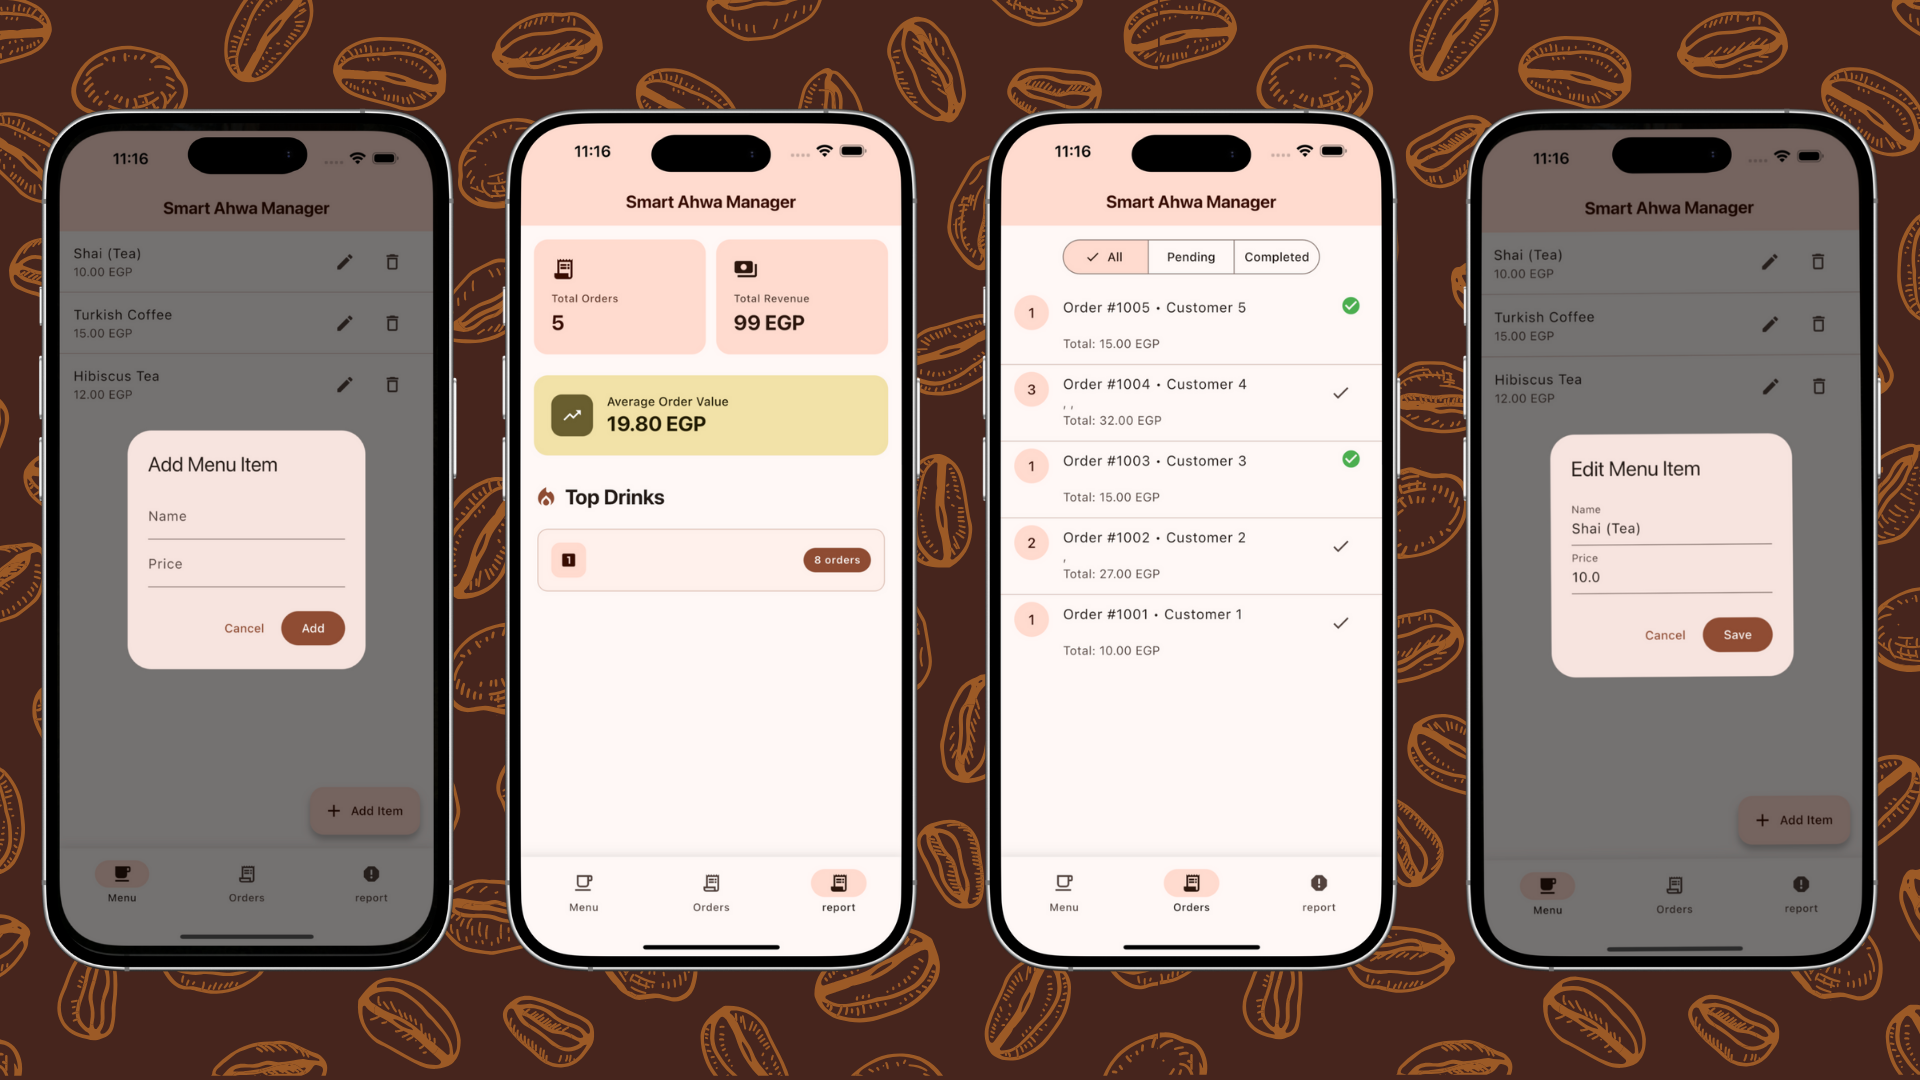 11:16
Smart Ahwa Manager
Shai (Tea)
10.00 EGP
Turkish Coffee
15.00 EGP
Hibiscus Tea
12.00 EGP
Add Menu Item
Name
Price
Cancel
Add
+ Add Item
Menu
Orders
report
11:16
Smart Ahwa Manager
Total Orders
5
Total Revenue
99 EGP
Average Order Value
19.80 EGP
Top Drinks
1
8 orders
Menu
Orders
report
11:16
Smart Ahwa Manager
All
Pending
Completed
1
Order #1005 • Customer 5
Total: 15.00 EGP
3
Order #1004 • Customer 4
, ,
Total: 32.00 EGP
1
Order #1003 • Customer 3
Total: 15.00 EGP
2
Order #1002 • Customer 2
,
Total: 27.00 EGP
1
Order #1001 • Customer 1
Total: 10.00 EGP
Menu
Orders
report
11:16
Smart Ahwa Manager
Shai (Tea)
10.00 EGP
Turkish Coffee
15.00 EGP
Hibiscus Tea
12.00 EGP
Edit Menu Item
Name
Shai (Tea)
Price
10.0
Cancel
Save
+ Add Item
Menu
Orders
report